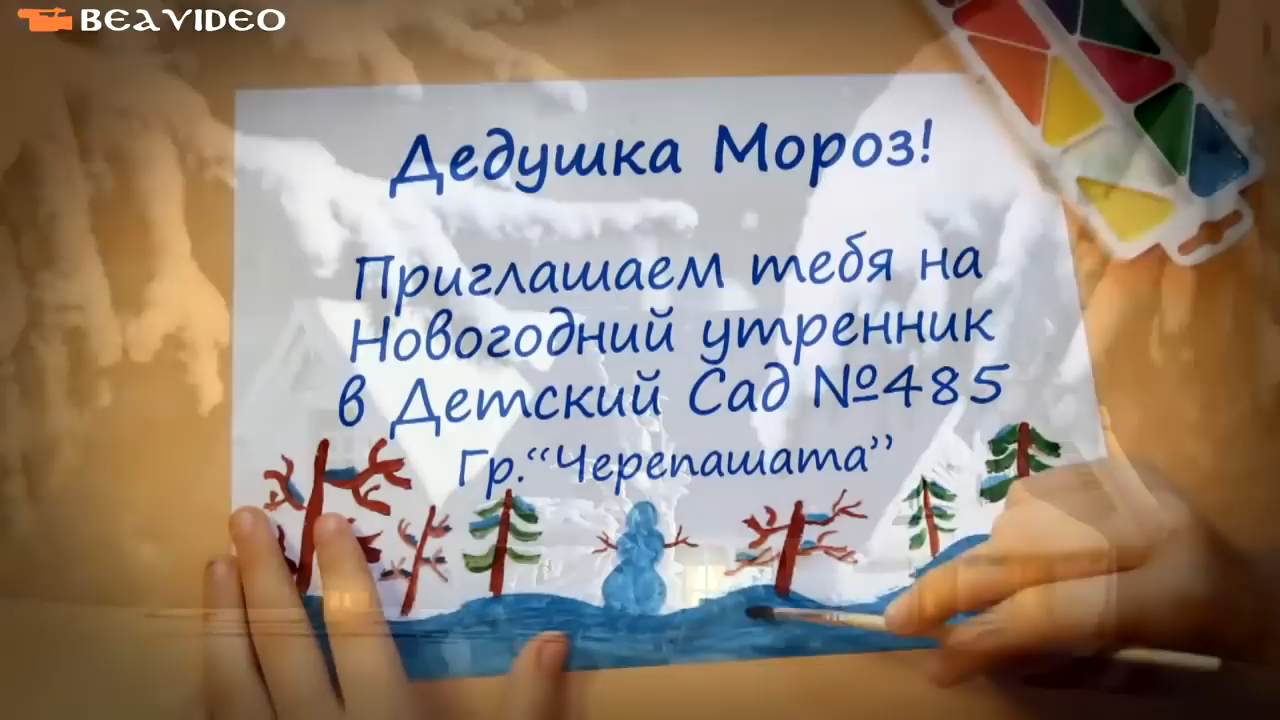 BEAVIDEO
Дедушка Мороз!
Приглашаем тебя на
Новогодний утренник
в Детский Сад №485
Гр.“Черепашата”